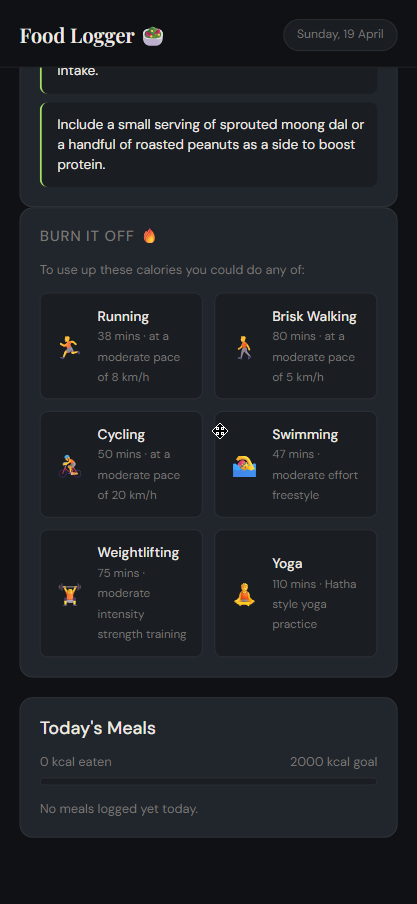 Food Logger 🥗
Sunday, 19 April
intake.
Include a small serving of sprouted moong dal or
a handful of roasted peanuts as a side to boost
protein.
BURN IT OFF 🔥
To use up these calories you could do any of:
Running
38 mins · at a
moderate pace
of 8 km/h
Brisk Walking
80 mins · at a
moderate pace
of 5 km/h
Cycling
50 mins · at a
moderate pace
of 20 km/h
Swimming
47 mins ·
moderate effort
freestyle
Weightlifting
75 mins ·
moderate
intensity
strength training
Yoga
110 mins · Hatha
style yoga
practice
Today's Meals
0 kcal eaten
2000 kcal goal
No meals logged yet today.